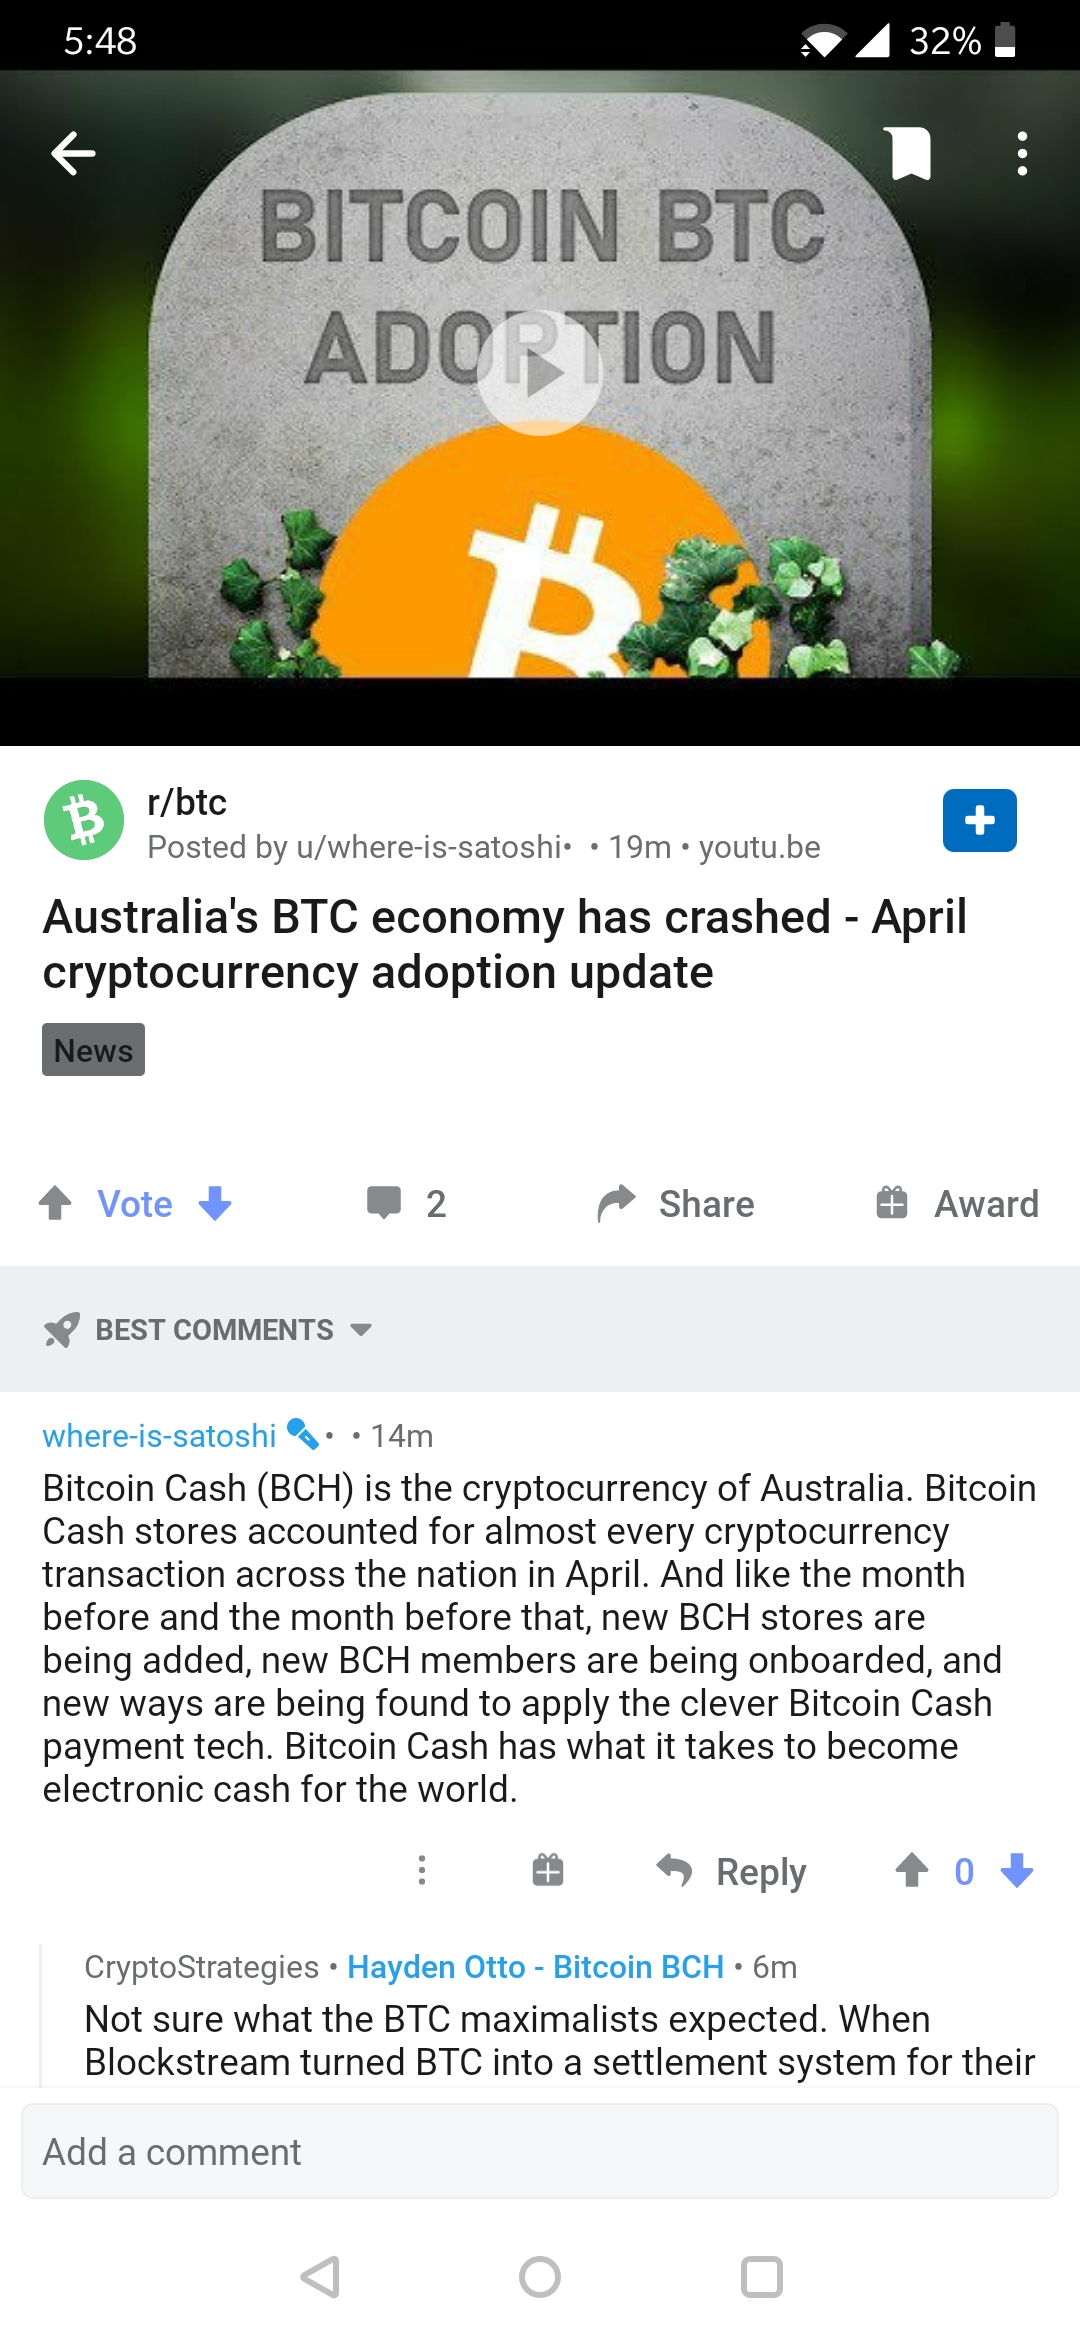 5:48
32%
BITCOIN BTC
ADOPTION
r/btc
Posted by u/where-is-satoshi• • 19m • youtu.be
Australia's BTC economy has crashed - April
cryptocurrency adoption update
News
Vote 2 Share Award
BEST COMMENTS
where-is-satoshi • • 14m
Bitcoin Cash (BCH) is the cryptocurrency of Australia. Bitcoin
Cash stores accounted for almost every cryptocurrency
transaction across the nation in April. And like the month
before and the month before that, new BCH stores are
being added, new BCH members are being onboarded, and
new ways are being found to apply the clever Bitcoin Cash
payment tech. Bitcoin Cash has what it takes to become
electronic cash for the world.
Reply 0
CryptoStrategies • Hayden Otto - Bitcoin BCH • 6m
Not sure what the BTC maximalists expected. When
Blockstream turned BTC into a settlement system for their
Add a comment